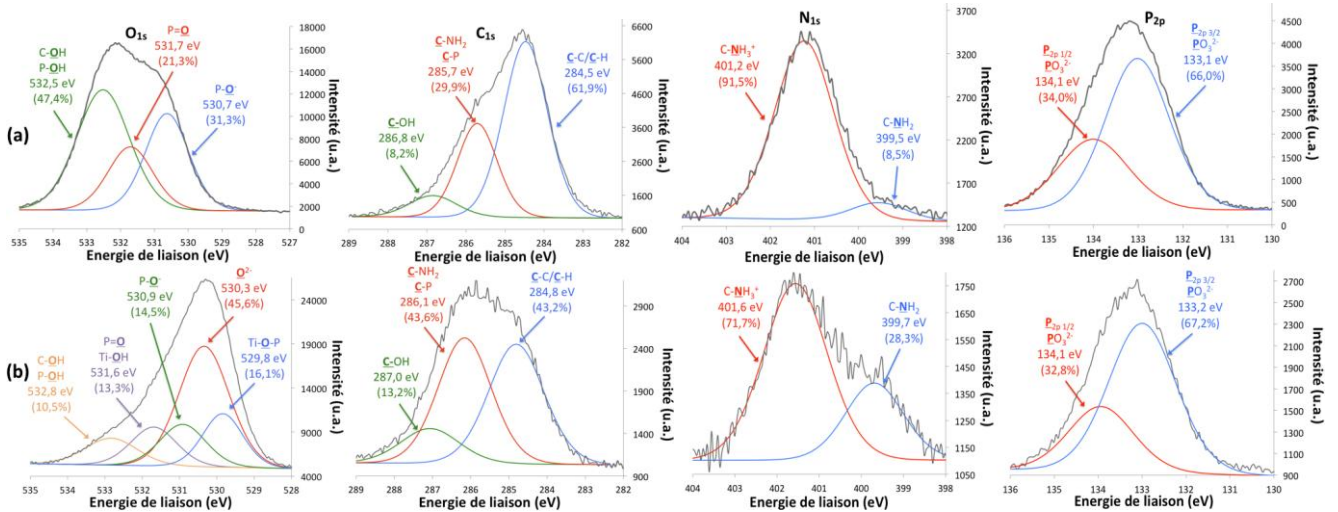 O1s
C-OH
P-OH
532,5 eV
(47,4%)
P=O
531,7 eV
(21,3%)
P-O-
530,7 eV
(31,3%)
(a)
18000
16000
14000
12000
10000
8000
6000
4000
2000
0
Intensité (u.a.)
535 534 533 532 531 530 529 528 527
Energie de liaison (eV)
C1s
C-NH2
C-P
285,7 eV
(29,9%)
C-C/C-H
284,5 eV
(61,9%)
C-OH
286,8 eV
(8,2%)
6600
5600
4600
3600
2600
1600
600
Intensité (u.a.)
289 288 287 286 285 284 283 282
Energie de liaison (eV)
N1s
C-NH3+
401,2 eV
(91,5%)
C-NH2
399,5 eV
(8,5%)
3700
3200
2700
2200
1700
1200
Intensité (u.a.)
404 403 402 401 400 399 398
Energie de liaison (eV)
P2p
P2p 1/2
PO3 2-
134,1 eV
(34,0%)
P2p 3/2
PO3 2-
133,1 eV
(66,0%)
4500
4000
3500
3000
2500
2000
1500
1000
500
0
Intensité (u.a.)
136 135 134 133 132 131 130
Energie de liaison (eV)
(b)
C-OH
P-OH
532,8 eV
(10,5%)
P=O
Ti-OH
531,6 eV
(13,3%)
P-O-
530,9 eV
(14,5%)
O2-
530,3 eV
(45,6%)
Ti-O-P
529,8 eV
(16,1%)
24000
19000
14000
9000
4000
Intensité (u.a.)
535 534 533 532 531 530 529 528
Energie de liaison (eV)
C-NH2
C-P
286,1 eV
(43,6%)
C-C/C-H
284,8 eV
(43,2%)
C-OH
287,0 eV
(13,2%)
2900
2400
1900
1400
900
Intensité (u.a.)
289 288 287 286 285 284 283 282
Energie de liaison (eV)
C-NH3+
401,6 eV
(71,7%)
C-NH2
399,7 eV
(28,3%)
1750
1650
1550
1450
1350
1250
1150
1050
Intensité (u.a.)
404 403 402 401 400 399 398
Energie de liaison (eV)
P2p 1/2
PO3 2-
134,1 eV
(32,8%)
P2p 3/2
PO3 2-
133,2 eV
(67,2%)
2700
2500
2300
2100
1900
1700
1500
1300
1100
900
Intensité (u.a.)
136 135 134 133 132 131 130
Energie de liaison (eV)